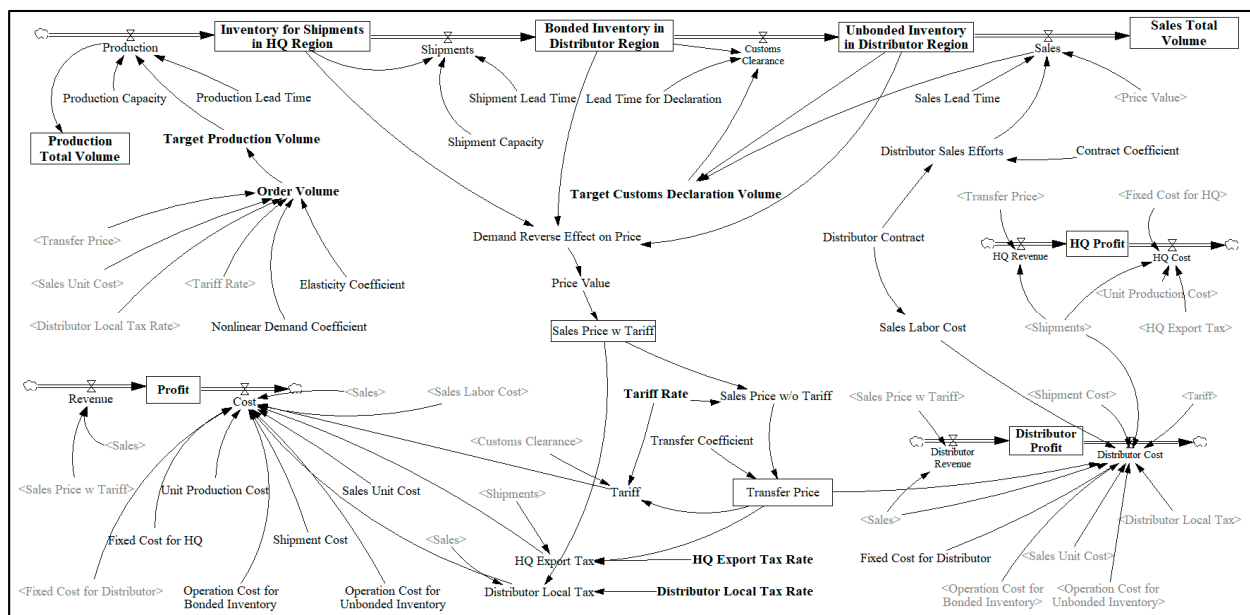 Inventory for Shipments
in HQ Region
Bonded Inventory in
Distributor Region
Unbonded Inventory
in Distributor Region
Sales Total
Volume
Production
Shipments
Customs
Clearance
Sales
Production Capacity
Production Lead Time
Shipment Lead Time
Lead Time for Declaration
Sales Lead Time
<Price Value>
Production
Total Volume
Target Production Volume
Shipment Capacity
Distributor Sales Efforts
Contract Coefficient
Order Volume
Target Customs Declaration Volume
<Transfer Price>
<Fixed Cost for HQ>
<Transfer Price>
Demand Reverse Effect on Price
Distributor Contract
HQ Revenue
HQ Profit
HQ Cost
<Sales Unit Cost>
<Tariff Rate>
Elasticity Coefficient
Price Value
<Unit Production Cost>
<Distributor Local Tax Rate>
Nonlinear Demand Coefficient
Sales Price w Tariff
Sales Labor Cost
<Shipments>
<HQ Export Tax>
Revenue
Profit
Cost
<Sales>
<Sales Labor Cost>
Tariff Rate
Sales Price w/o Tariff
<Sales Price w Tariff>
<Shipment Cost>
<Tariff>
<Sales>
<Customs Clearance>
Transfer Coefficient
Distributor
Revenue
Distributor
Profit
Distributor Cost
<Sales Price w Tariff>
Unit Production Cost
Sales Unit Cost
<Shipments>
Tariff
Transfer Price
<Sales>
<Distributor Local Tax>
Fixed Cost for HQ
Shipment Cost
<Sales>
HQ Export Tax
HQ Export Tax Rate
Fixed Cost for Distributor
<Sales Unit Cost>
<Fixed Cost for Distributor>
Operation Cost for
Bonded Inventory
Operation Cost for
Unbonded Inventory
Distributor Local Tax
Distributor Local Tax Rate
<Operation Cost for
Bonded Inventory>
<Operation Cost for
Unbonded Inventory>